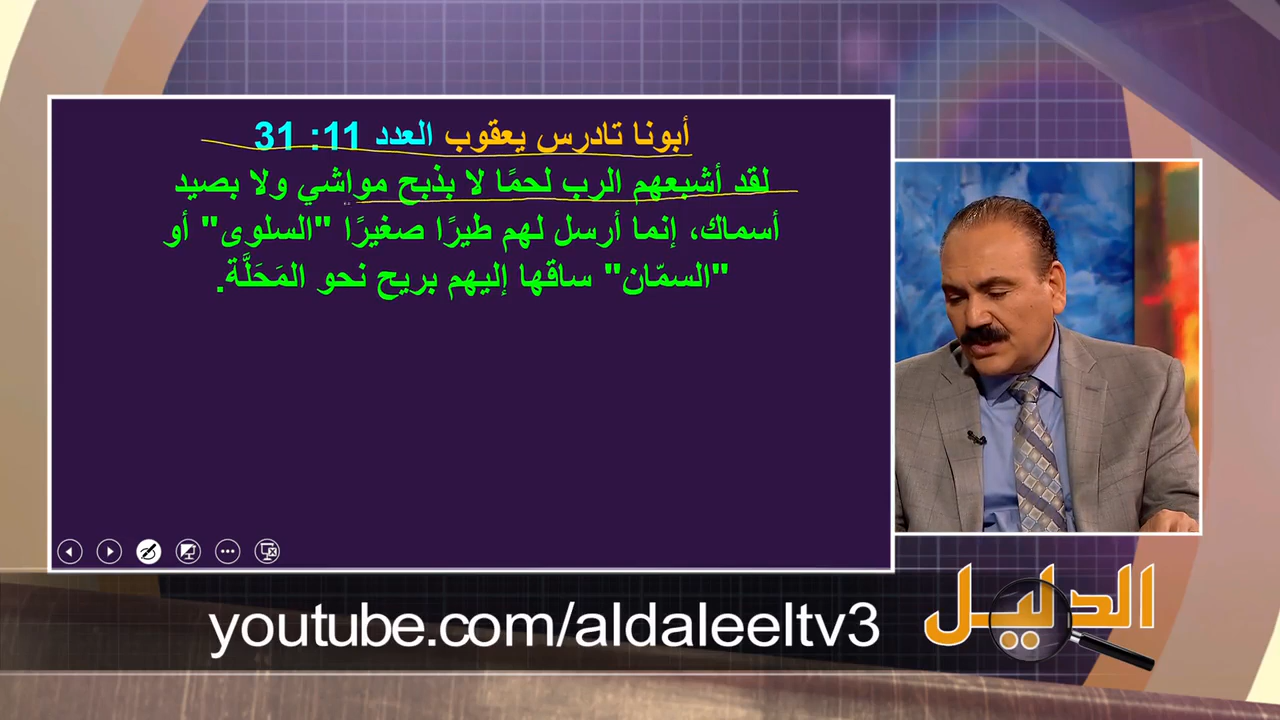 أبونا تادرس يعقوب العدد 11: 31
لقد أشبعهم الرب لحمًا لا بذبح مواشي ولا بصيد
أسماك، إنما أرسل لهم طيرًا صغيرًا "السلوى" أو
"السمّان" ساقها إليهم بريح نحو المَحَلَّة.
youtube.com/aldaleeltv3
الدليل